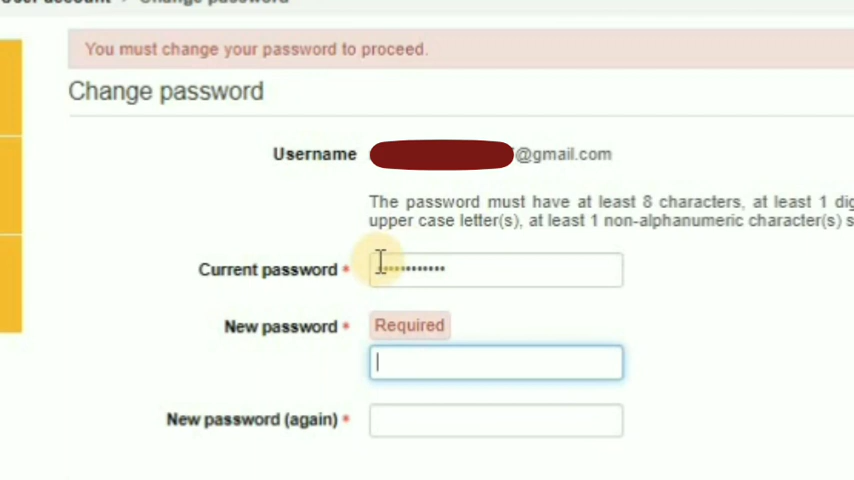 Change password
You must change your password to proceed.
Change password
Username @gmail.com
The password must have at least 8 characters, at least 1
upper case letter(s), at least 1 non-alphanumeric character(s)
Current password *
New password * Required
New password (again) *